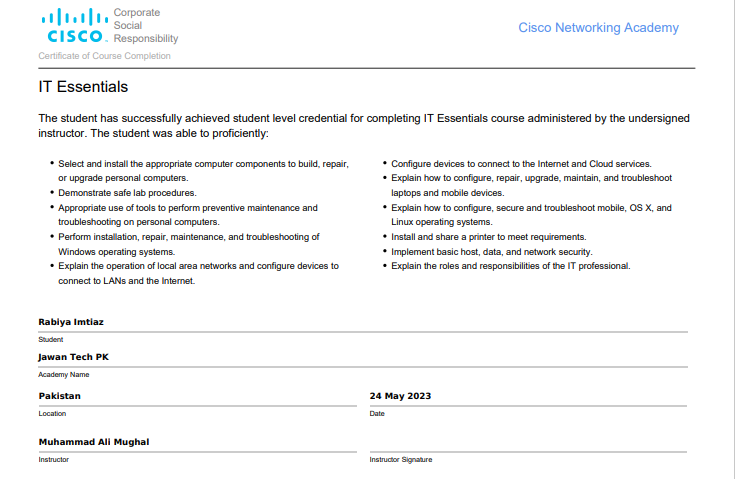 CISCO
Corporate
Social
Responsibility
Cisco Networking Academy
Certificate of Course Completion
IT Essentials
The student has successfully achieved student level credential for completing IT Essentials course administered by the undersigned
instructor. The student was able to proficiently:
• Select and install the appropriate computer components to build, repair,
or upgrade personal computers.
• Demonstrate safe lab procedures.
• Appropriate use of tools to perform preventive maintenance and
troubleshooting on personal computers.
• Perform installation, repair, maintenance, and troubleshooting of
Windows operating systems.
• Explain the operation of local area networks and configure devices to
connect to LANs and the Internet.
• Configure devices to connect to the Internet and Cloud services.
• Explain how to configure, repair, upgrade, maintain, and troubleshoot
laptops and mobile devices.
• Explain how to configure, secure and troubleshoot mobile, OS X, and
Linux operating systems.
• Install and share a printer to meet requirements.
• Implement basic host, data, and network security.
• Explain the roles and responsibilities of the IT professional.
Rabiya Imtiaz
Student
Jawan Tech PK
Academy Name
Pakistan
Location
24 May 2023
Date
Muhammad Ali Mughal
Instructor
Instructor Signature